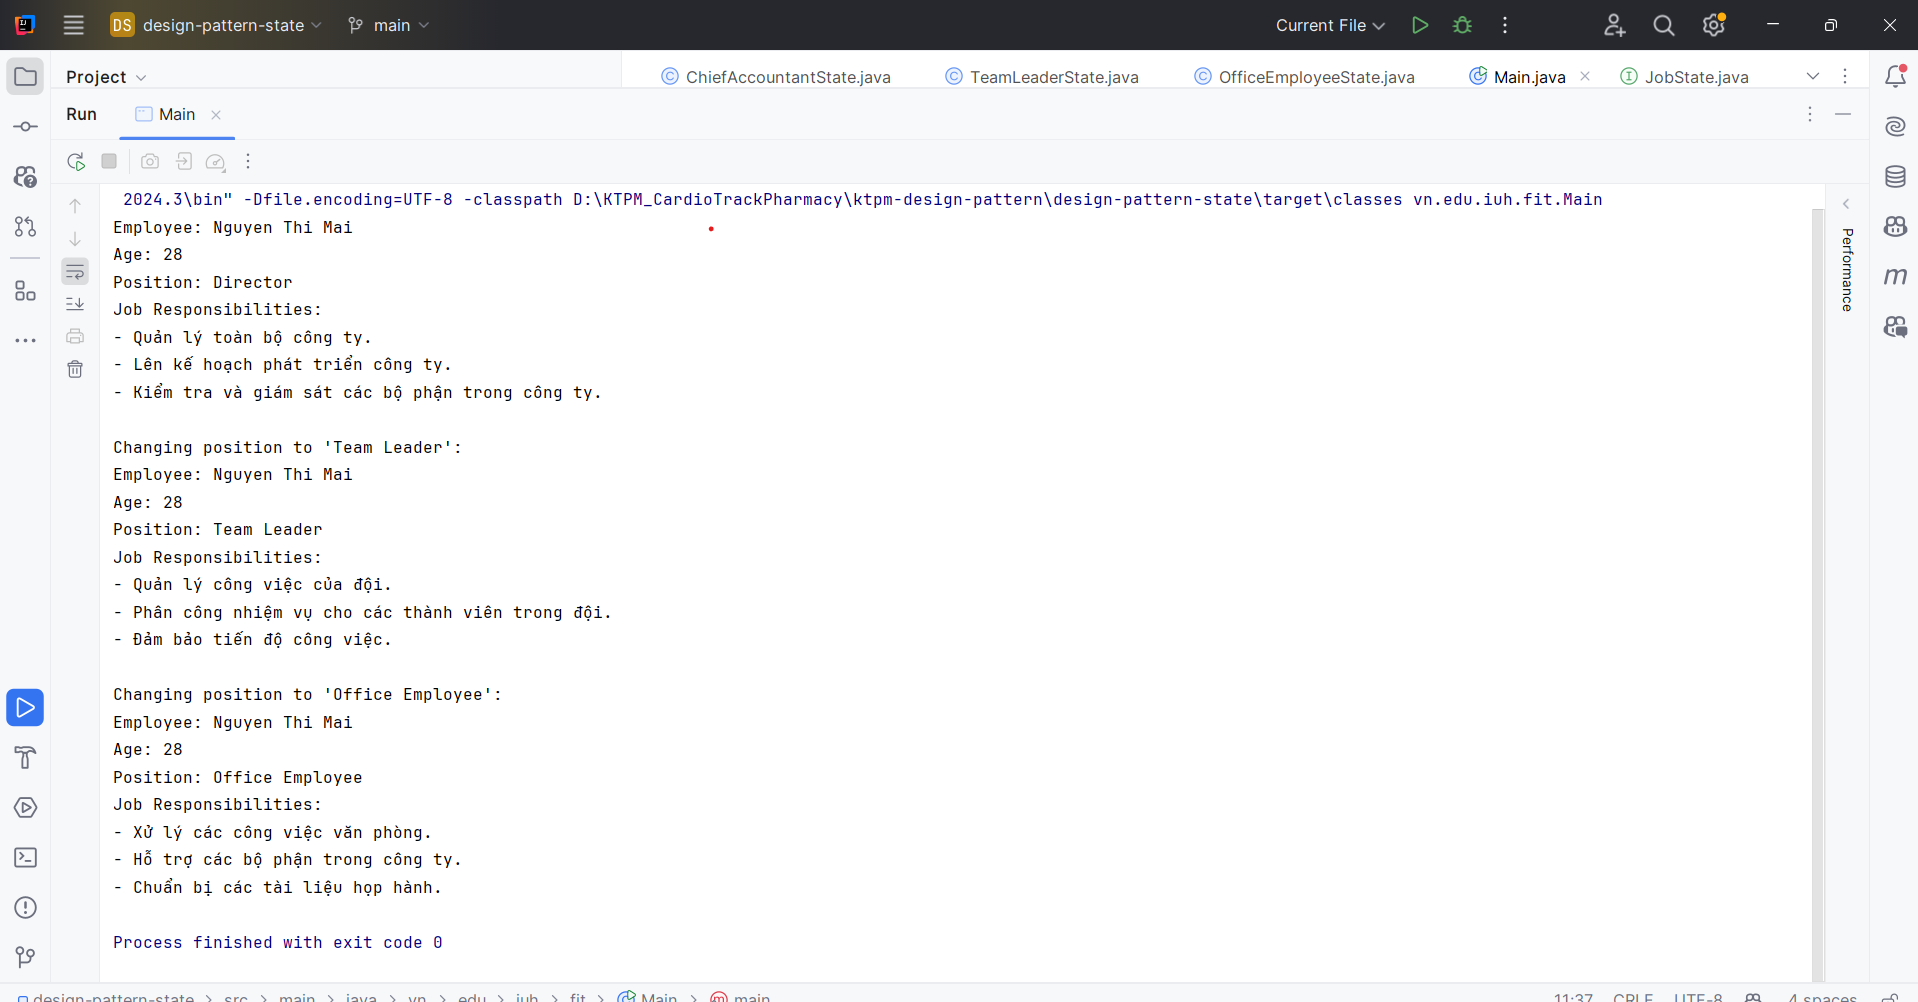 DS design-pattern-state main Current File
Project ChiefAccountantState.java TeamLeaderState.java OfficeEmployeeState.java Main.java JobState.java
Run Main
2024.3\bin" -Dfile.encoding=UTF-8 -classpath D:\KTPM_CardioTrackPharmacy\ktpm-design-pattern\design-pattern-state\target\classes vn.edu.iuh.fit.Main
Employee: Nguyen Thi Mai
Age: 28
Position: Director
Job Responsibilities:
- Quản lý toàn bộ công ty.
- Lên kế hoạch phát triển công ty.
- Kiểm tra và giám sát các bộ phận trong công ty.
Changing position to 'Team Leader':
Employee: Nguyen Thi Mai
Age: 28
Position: Team Leader
Job Responsibilities:
- Quản lý công việc của đội.
- Phân công nhiệm vụ cho các thành viên trong đội.
- Đảm bảo tiến độ công việc.
Changing position to 'Office Employee':
Employee: Nguyen Thi Mai
Age: 28
Position: Office Employee
Job Responsibilities:
- Xử lý các công việc văn phòng.
- Hỗ trợ các bộ phận trong công ty.
- Chuẩn bị các tài liệu họp hành.
Process finished with exit code 0
Performance
design-pattern-state > src > main > java > vn > edu > iuh > fit > Main > main 11:37 CRLF UTF-8 4 spaces